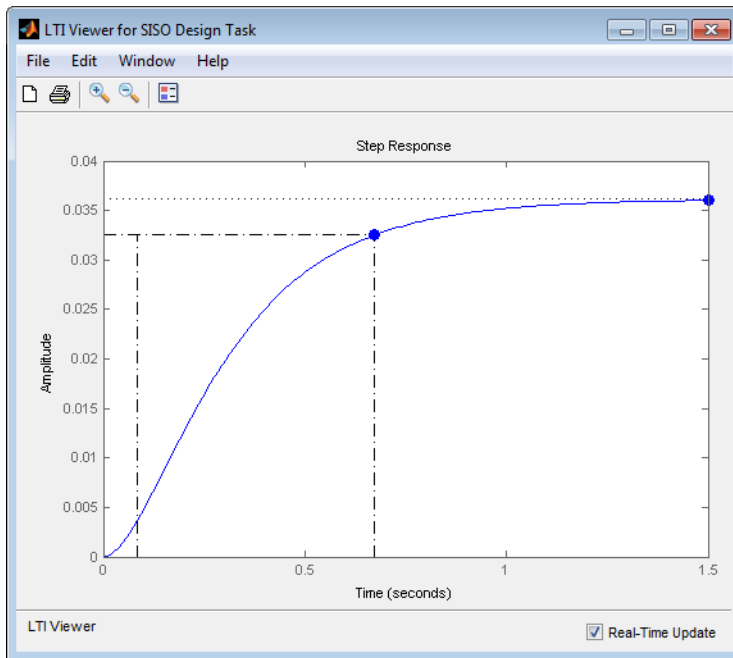 LTI Viewer for SISO Design Task
File Edit Window Help
Step Response
0.04
0.035
0.03
0.025
0.02
0.015
0.01
0.005
0
Amplitude
0 0.5 1 1.5
Time (seconds)
LTI Viewer
Real-Time Update